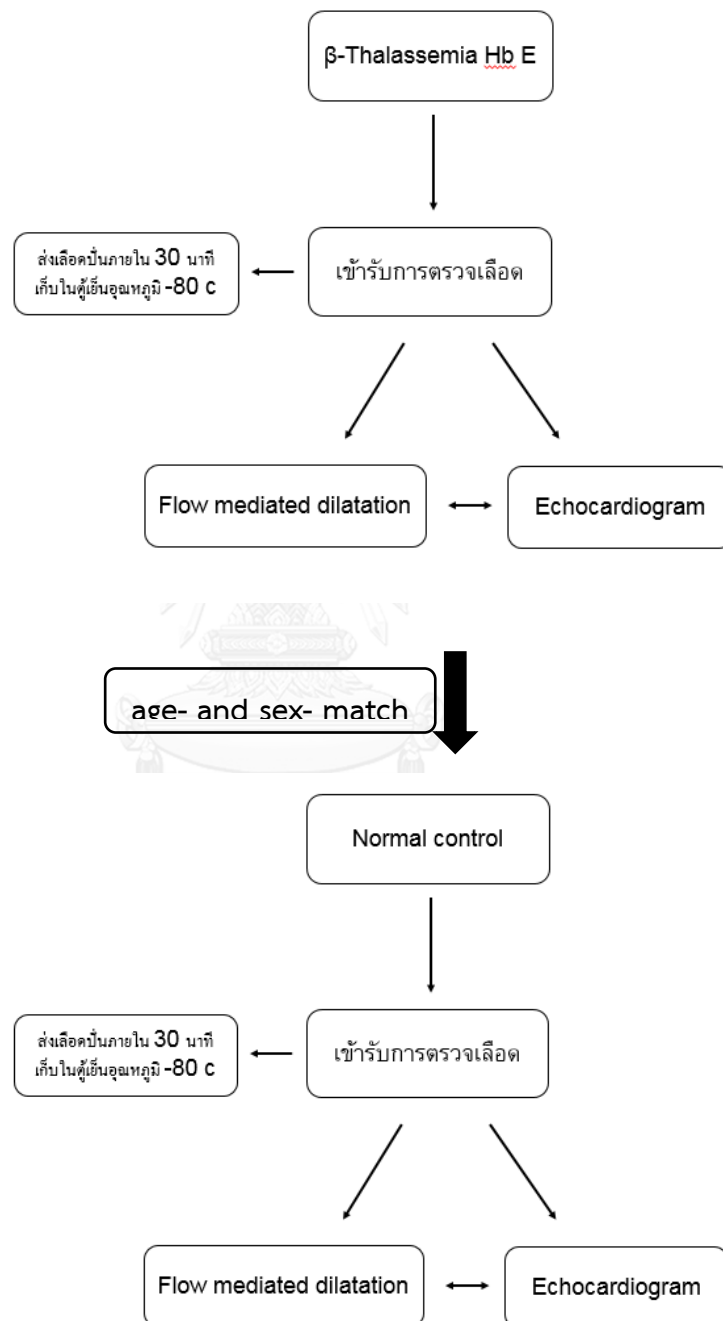 β-Thalassemia Hb E
ส่งเลือดปั่นภายใน 30 นาที
เก็บในตู้เย็นอุณหภูมิ -80 c
เข้ารับการตรวจเลือด
Flow mediated dilatation
Echocardiogram
age- and sex- match
Normal control
ส่งเลือดปั่นภายใน 30 นาที
เก็บในตู้เย็นอุณหภูมิ -80 c
เข้ารับการตรวจเลือด
Flow mediated dilatation
Echocardiogram